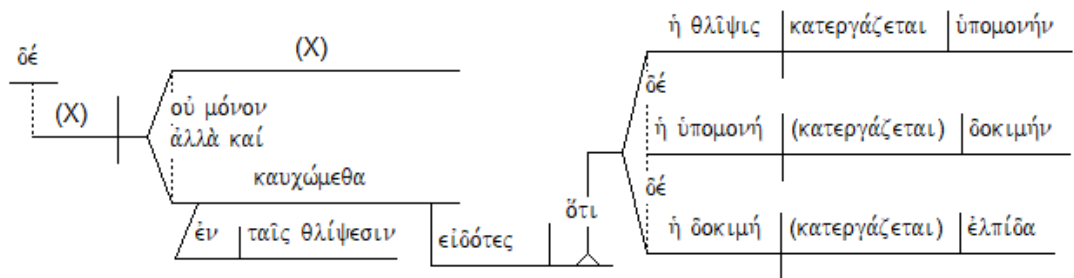 δέ
(X)
(X)
οὐ μόνον
ἀλλὰ καί
καυχώμεθα
ἐν ταῖς θλίψεσιν
εἰδότες
ὅτι
ἡ θλῖψις κατεργάζεται ὑπομονήν
δέ
ἡ ὑπομονή (κατεργάζεται) δοκιμήν
δέ
ἡ δοκιμή (κατεργάζεται) ἐλπίδα